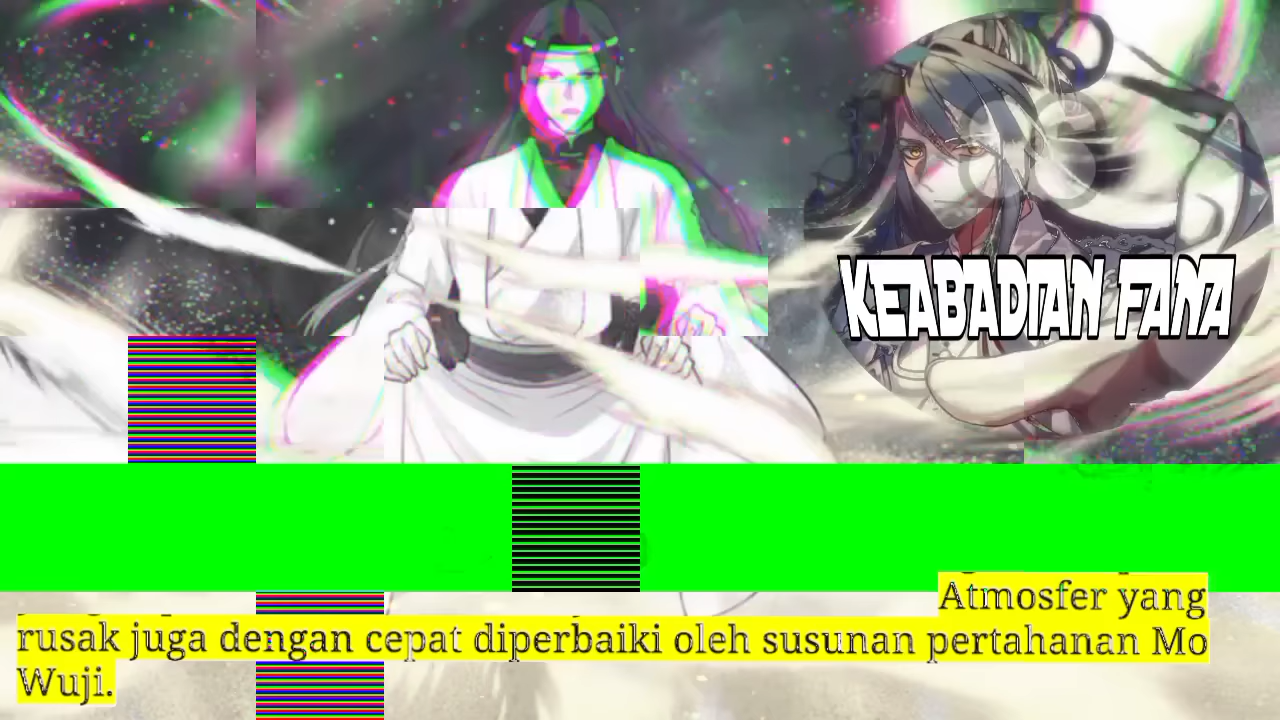 KEABADIAN FANA
Atmosfer yang
rusak juga dengan cepat diperbaiki oleh susunan pertahanan Mo
Wuji.